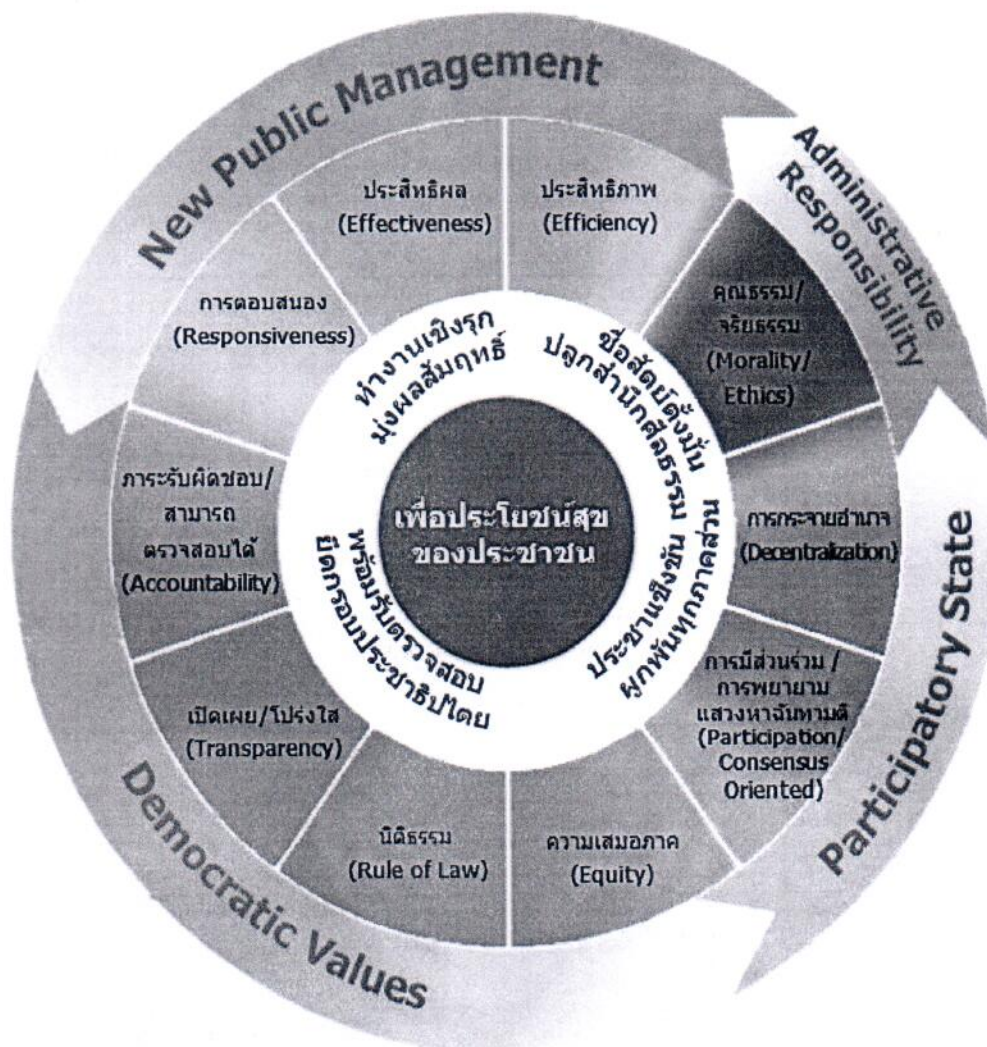 New Public Management
Administrative
Responsibility
Participatory State
Democratic Values
ประสิทธิผล
(Effectiveness)
ประสิทธิภาพ
(Efficiency)
คุณธรรม/
จริยธรรม
(Morality/
Ethics)
การกระจายอำนาจ
(Decentralization)
การมีส่วนร่วม /
การพยายาม
แสวงหาฉันทามติ
(Participation/
Consensus
Oriented)
ความเสมอภาค
(Equity)
นิติธรรม
(Rule of Law)
เปิดเผย/โปร่งใส
(Transparency)
ภาระรับผิดชอบ/
สามารถ
ตรวจสอบได้
(Accountability)
การตอบสนอง
(Responsiveness)
ทำงานเชิงรุก
มุ่งผลสัมฤทธิ์
ซื่อสัตย์ตั้งมั่น
ปลูกสำนึกศีลธรรม
ประชาแข็งขัน
ผูกพันทุกภาคส่วน
พร้อมรับตรวจสอบ
ยึดกรอบประชาธิปไตย
เพื่อประโยชน์สุข
ของประชาชน